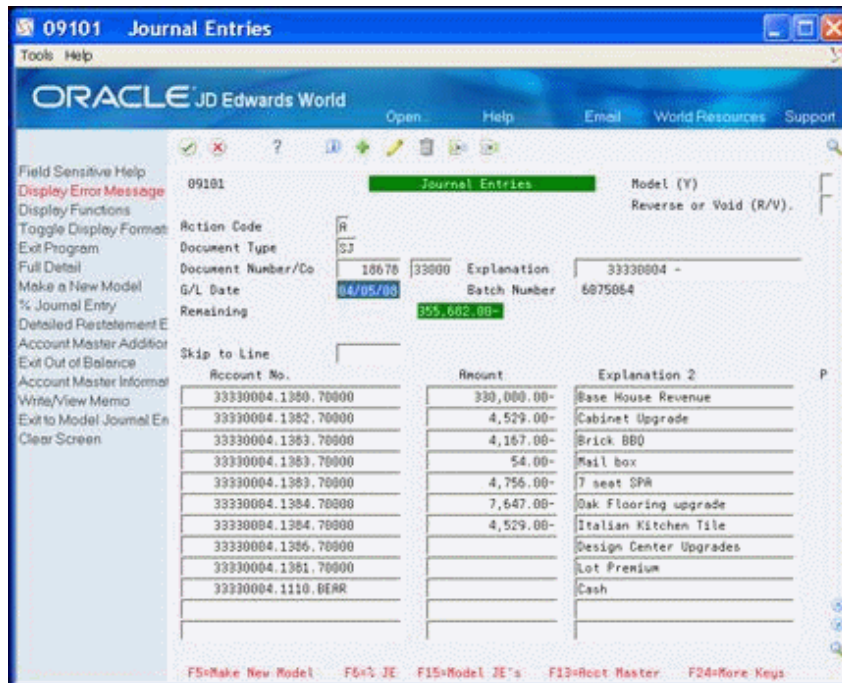 09101 Journal Entries
Tools Help
ORACLE JD Edwards World
Open... Help Email World Resources Support
?
Field Sensitive Help
Display Error Message
Display Functions
Toggle Display Format
Exit Program
Full Detail
Make a New Model
% Journal Entry
Detailed Restatement E
Account Master Addition
Exit Out of Balance
Account Master Informat
Write/View Memo
Exit to Model Journal En
Clear Screen
09101 Journal Entries Model (Y)
Reverse or Void (R/V).
Action Code A
Document Type SJ
Document Number/Co 18678 33000 Explanation 33330004 -
G/L Date 04/05/08 Batch Number 6075064
Remaining 355,682.00-
Skip to Line
Account No. Amount Explanation 2 P
33330004.1380.70000 330,000.00- Base House Revenue
33330004.1382.70000 4,529.00- Cabinet Upgrade
33330004.1383.70000 4,167.00- Brick BBQ
33330004.1383.70000 54.00- Mail box
33330004.1383.70000 4,756.00- 7 seat SPA
33330004.1384.70000 7,647.00- Oak Flooring upgrade
33330004.1384.70000 4,529.00- Italian Kitchen Tile
33330004.1386.70000 Design Center Upgrades
33330004.1381.70000 Lot Premium
33330004.1110.BEAR Cash
F5=Make New Model F6=% JE F15=Model JE's F13=Acct Master F24=More Keys